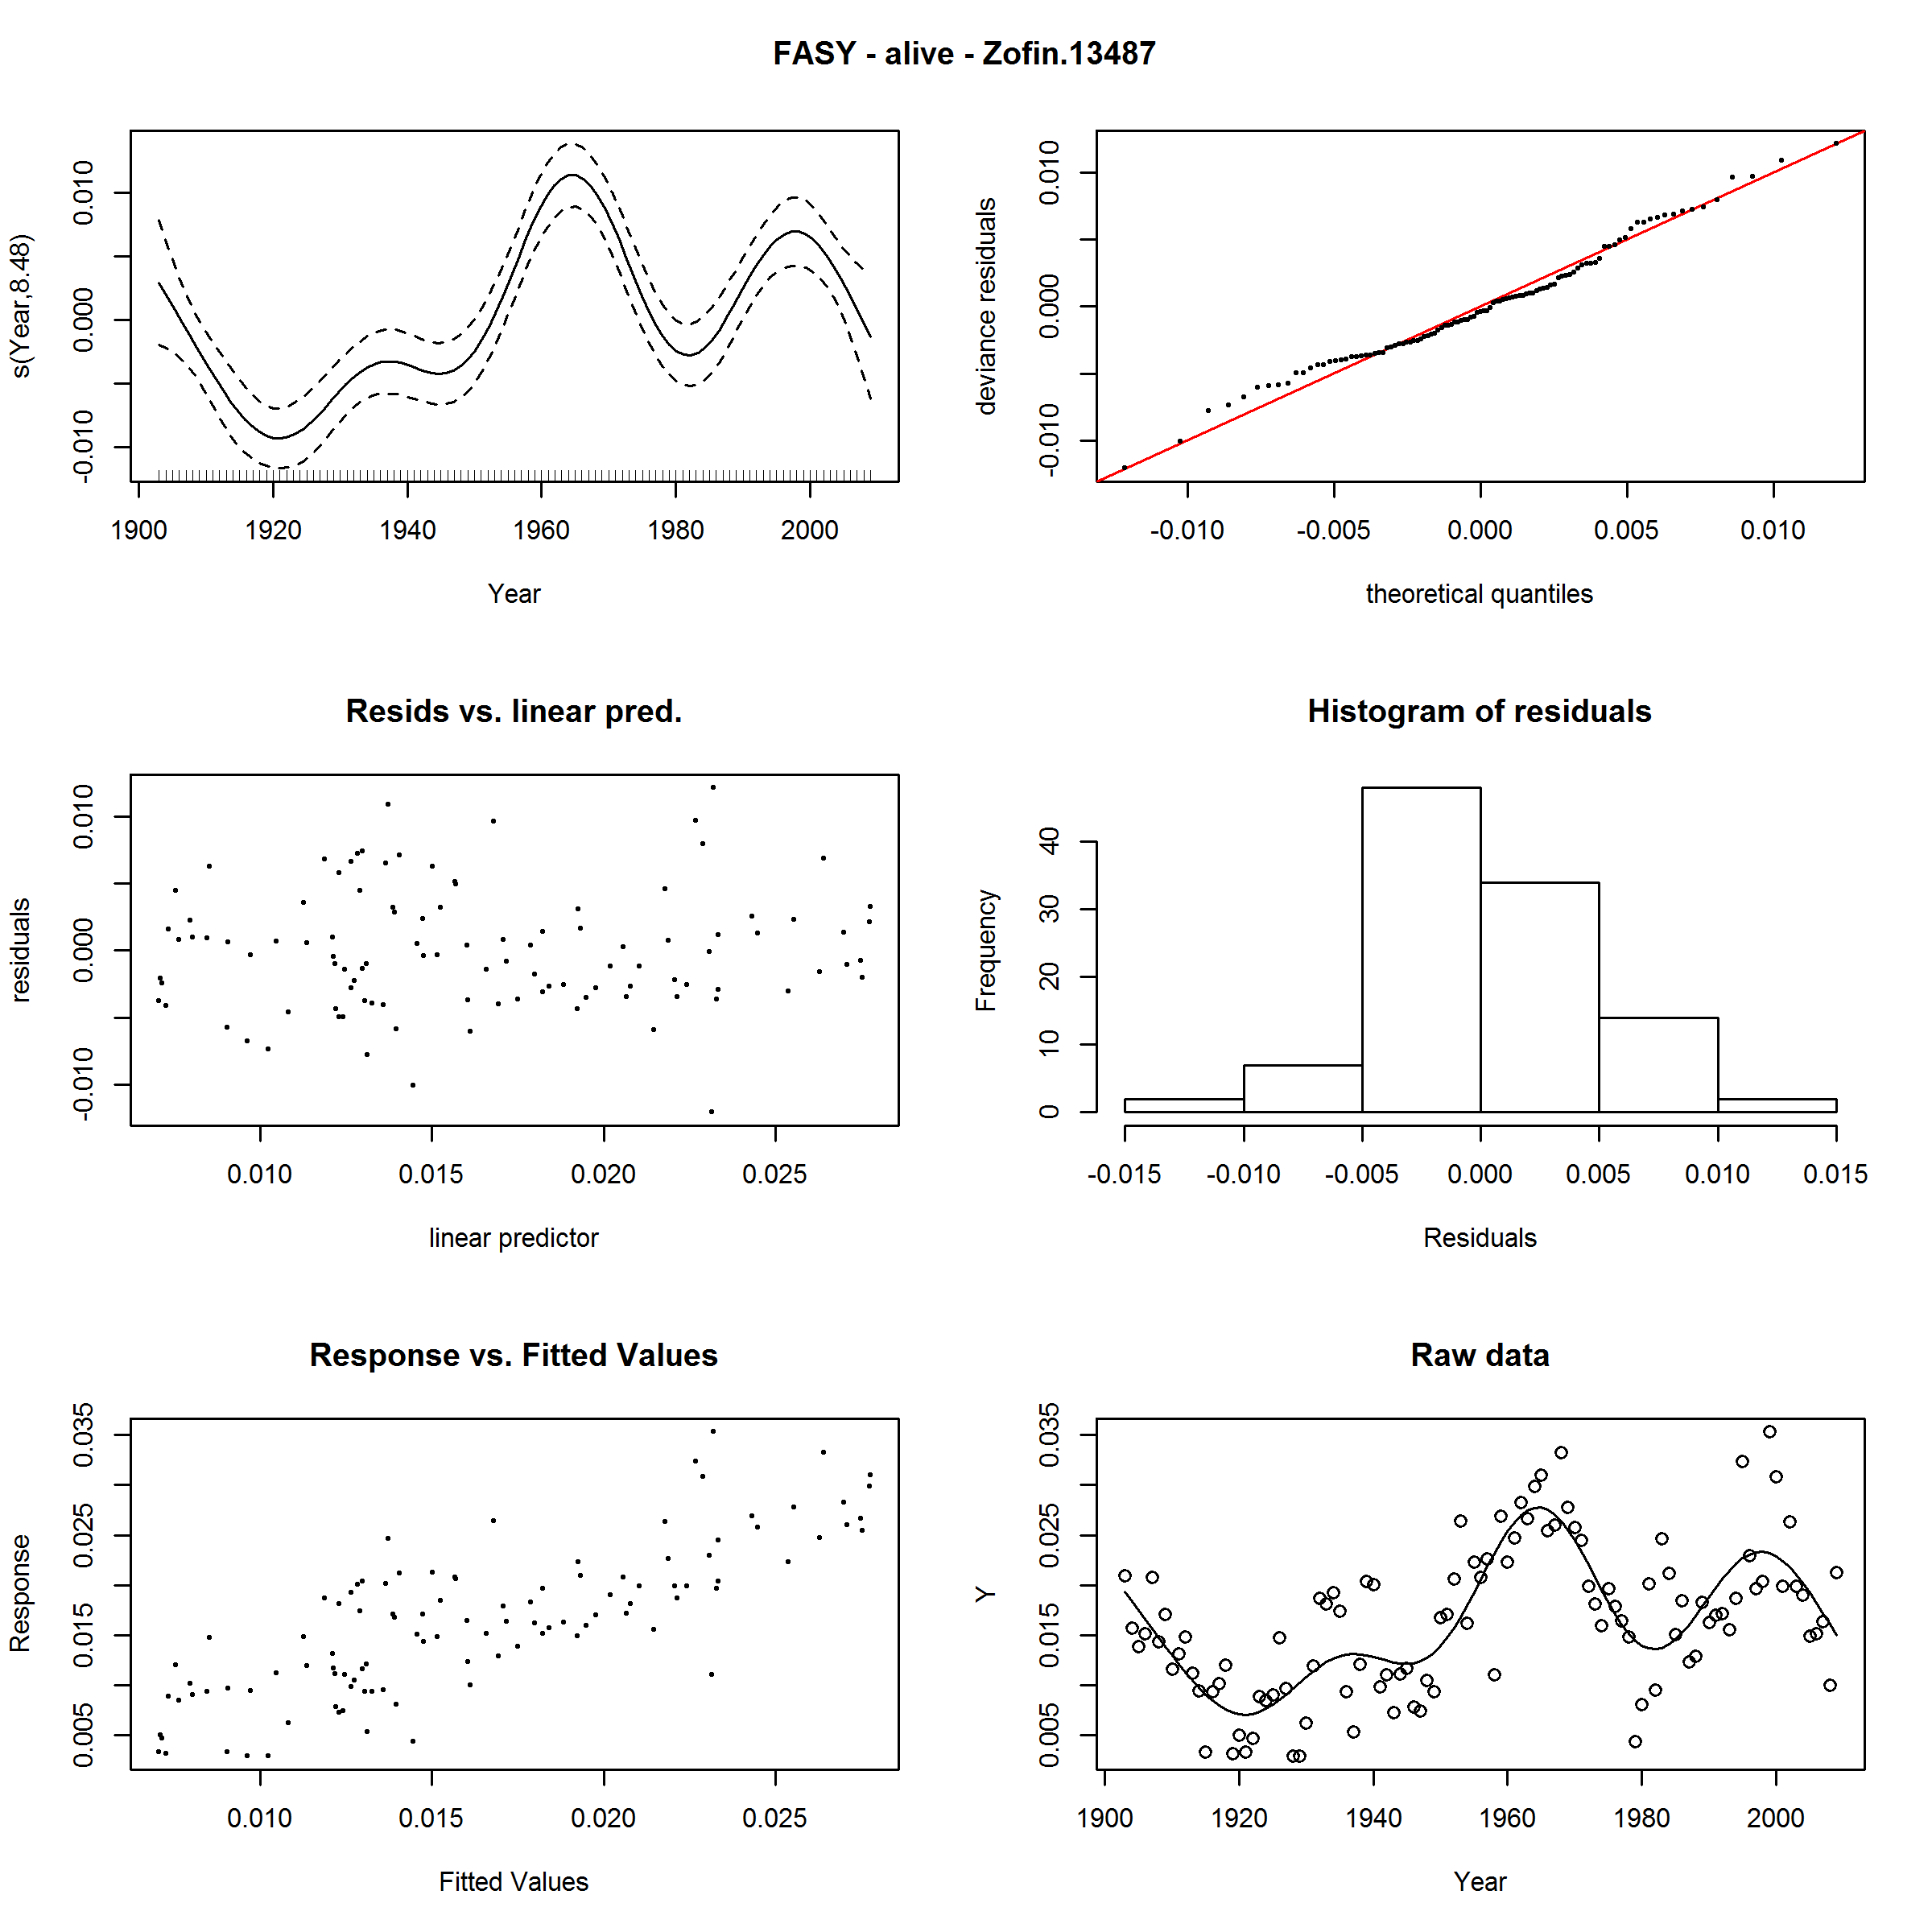 FASY - alive - Zofin.13487
s(Year,8.48)
-0.010 0.000 0.010
1900 1920 1940 1960 1980 2000
Year
deviance residuals
-0.010 0.000 0.010
-0.010 -0.005 0.000 0.005 0.010
theoretical quantiles
Resids vs. linear pred.
residuals
-0.010 0.000 0.010
0.010 0.015 0.020 0.025
linear predictor
Histogram of residuals
Frequency
0 10 20 30 40
-0.015 -0.010 -0.005 0.000 0.005 0.010 0.015
Residuals
Response vs. Fitted Values
Response
0.005 0.015 0.025 0.035
0.010 0.015 0.020 0.025
Fitted Values
Raw data
Y
0.005 0.015 0.025 0.035
1900 1920 1940 1960 1980 2000
Year